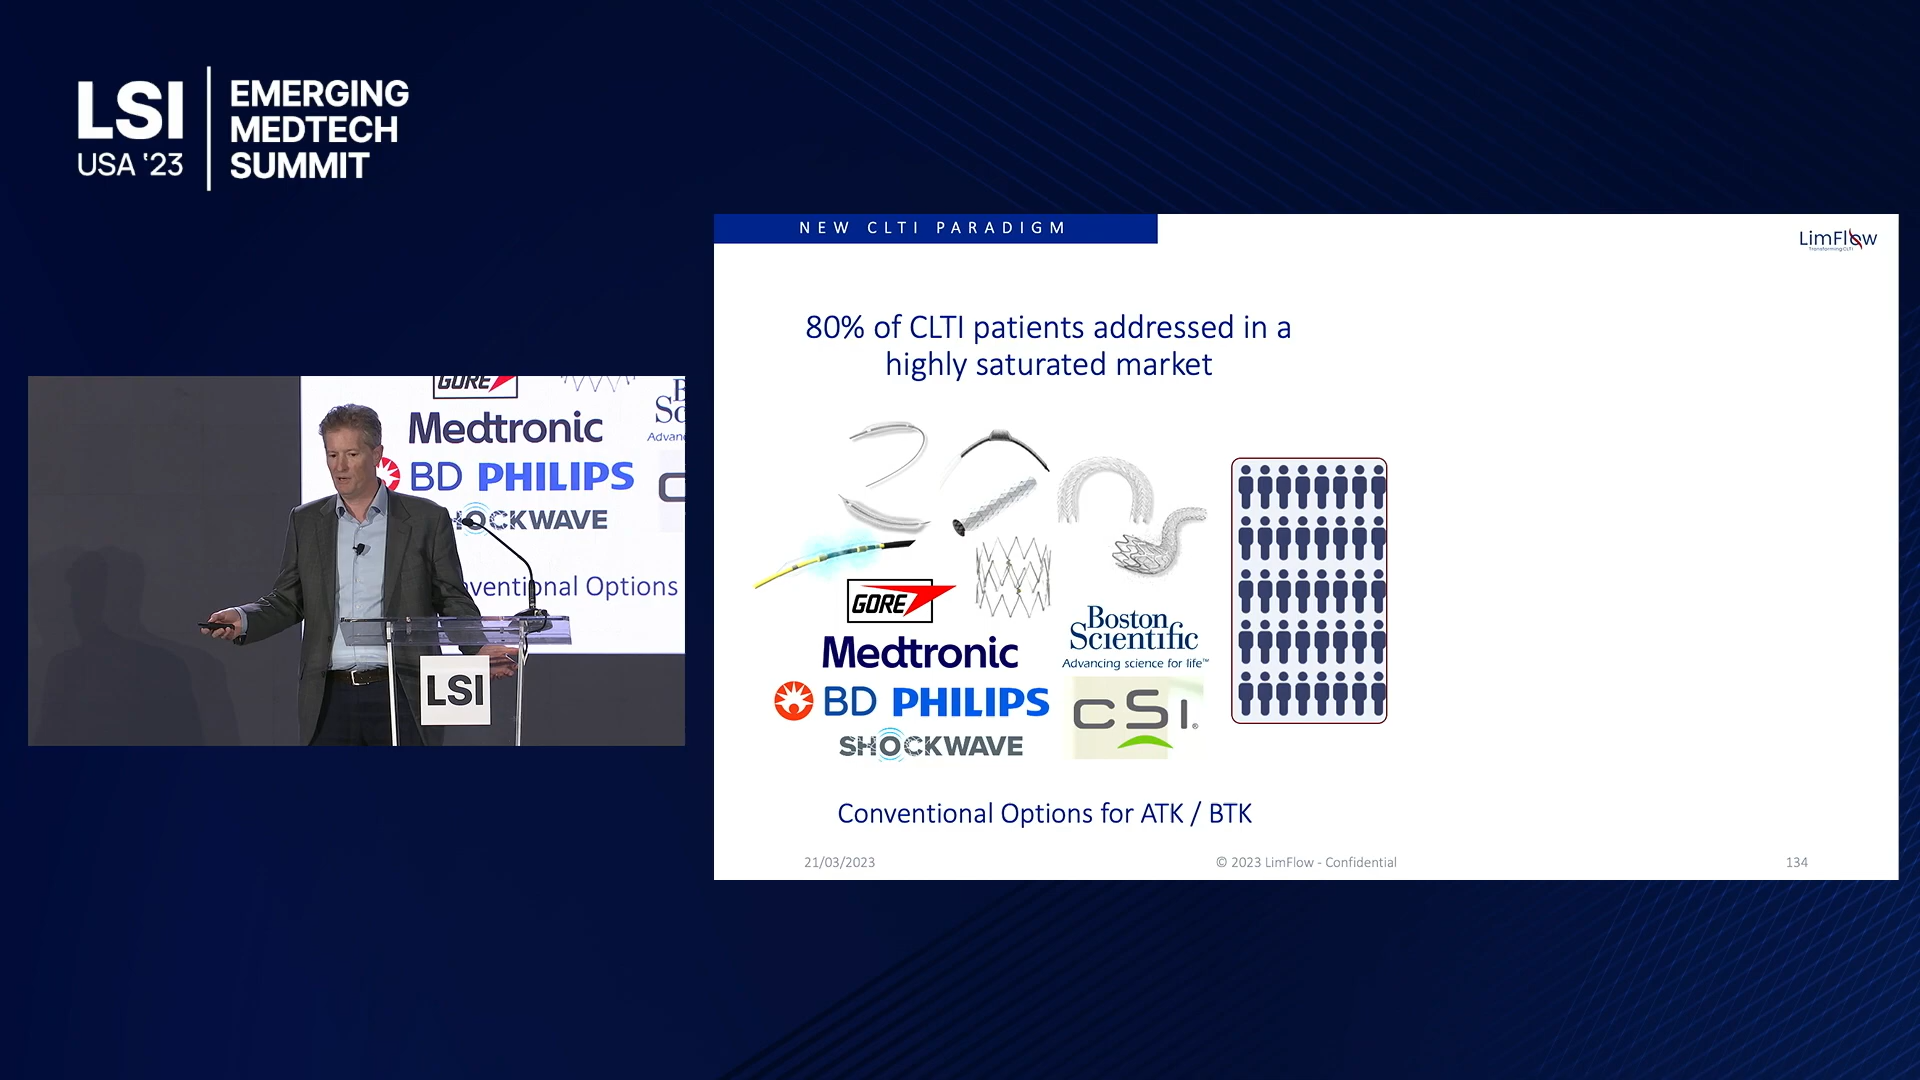 LSI
USA '23
EMERGING
MEDTECH
SUMMIT
NEW CLTI PARADIGM
LimFlow
80% of CLTI patients addressed in a
highly saturated market
GORE
Boston
Scientific
Advancing science for life™
Medtronic
BD PHILIPS
CSI®
SHOCKWAVE
Conventional Options for ATK / BTK
21/03/2023
© 2023 LimFlow - Confidential
134
GORE
Medtronic
BD PHILIPS
SHOCKWAVE
ventional Options
LSI